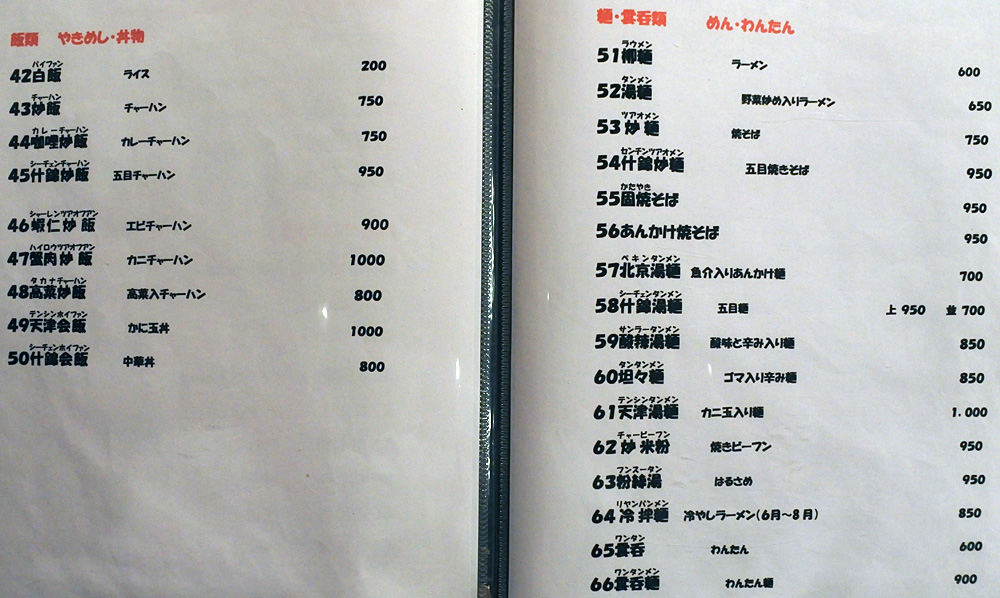 飯類 やきめし・丼物
パイファン
42白飯 ライス 200
チャーハン
43炒飯 チャーハン 750
カレーチャーハン
44咖哩炒飯 カレーチャーハン 750
シーチェンチャーハン
45什錦炒飯 五目チャーハン 950
シャーレンツアオファン
46蝦仁炒飯 エビチャーハン 900
ハイロウツアオファン
47蟹肉炒飯 カニチャーハン 1000
タカナチャーハン
48高菜炒飯 高菜入チャーハン 800
テンシンホイファン
49天津会飯 かに玉丼 1000
シーチェンホイファン
50什錦会飯 中華丼 800
麺・雲呑類 めん・わんたん
ラウメン
51柳麺 ラーメン 600
タンメン
52湯麺 野菜炒め入りラーメン 650
ツアオメン
53炒麺 焼そば 750
センチンツアオメン
54什錦炒麺 五目焼きそば 950
かたやき
55固焼そば 950
56あんかけ焼そば 950
ペキンタンメン
57北京湯麺 魚介入りあんかけ麺 700
シーチェンタンメン
58什錦湯麺 五目麺 上 950 並 700
サンラータンメン
59酸辣湯麺 酸味と辛み入り麺 850
タンタンメン
60坦々麺 ゴマ入り辛み麺 850
テンシンタンメン
61天津湯麺 カニ玉入り麺 1.000
チャービーフン
62炒米粉 焼きビーフン 950
フンスータン
63粉絲湯 はるさめ 950
リャンバンメン
64冷拌麺 冷やしラーメン(6月～8月) 850
ワンタン
65雲呑 わんたん 600
ワンタンメン
66雲呑麺 わんたん麺 900